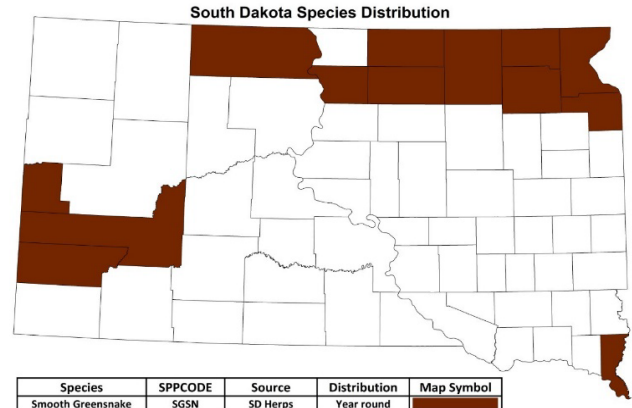 South Dakota Species Distribution
Species SPPCODE Source Distribution Map Symbol
Smooth Greensnake SGSN SD Herps Year round